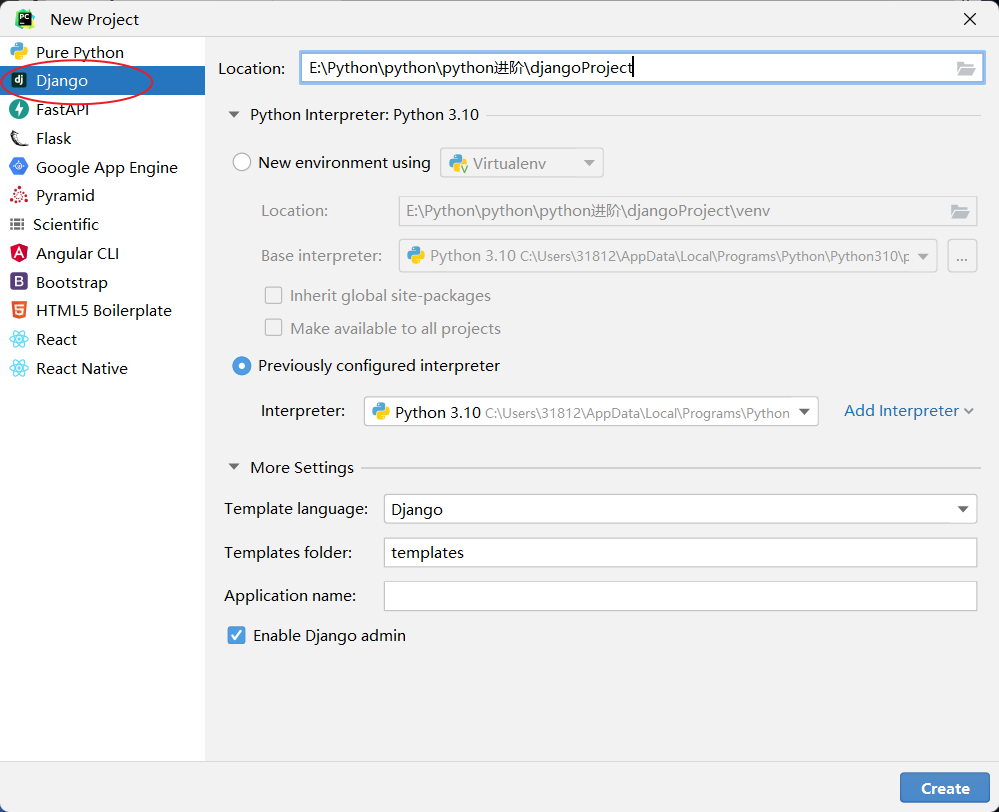 New Project
Pure Python
Django
FastAPI
Flask
Google App Engine
Pyramid
Scientific
Angular CLI
Bootstrap
HTML5 Boilerplate
React
React Native
Location: E:\Python\python\python进阶\djangoProject
Python Interpreter: Python 3.10
New environment using Virtualenv
Location: E:\Python\python\python进阶\djangoProject\venv
Base interpreter: Python 3.10 C:\Users\31812\AppData\Local\Programs\Python\Python310\p ...
Inherit global site-packages
Make available to all projects
Previously configured interpreter
Interpreter: Python 3.10 C:\Users\31812\AppData\Local\Programs\Python Add Interpreter
More Settings
Template language: Django
Templates folder: templates
Application name:
Enable Django admin
Create